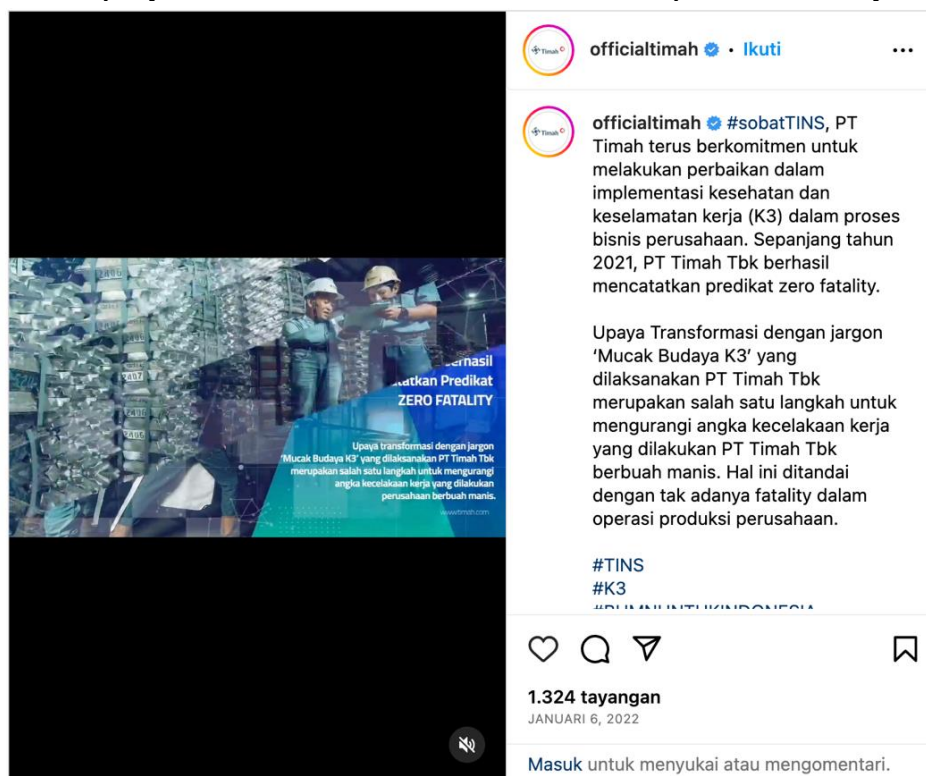 officialtimah • Ikuti
officialtimah #sobatTINS, PT
Timah terus berkomitmen untuk
melakukan perbaikan dalam
implementasi kesehatan dan
keselamatan kerja (K3) dalam proses
bisnis perusahaan. Sepanjang tahun
2021, PT Timah Tbk berhasil
mencatatkan predikat zero fatality.
Upaya Transformasi dengan jargon
‘Mucak Budaya K3’ yang
dilaksanakan PT Timah Tbk
merupakan salah satu langkah untuk
mengurangi angka kecelakaan kerja
yang dilakukan PT Timah Tbk
berbuah manis. Hal ini ditandai
dengan tak adanya fatality dalam
operasi produksi perusahaan.
#TINS
#K3
#BUMNUNTUKINDONESIA
1.324 tayangan
JANUARI 6, 2022
Masuk untuk menyukai atau mengomentari.
Timah
Timah
Predikat
ZERO FATALITY
Upaya transformasi dengan jargon
‘Mucak Budaya K3’ yang dilaksanakan PT Timah Tbk
merupakan salah satu langkah untuk mengurangi
angka kecelakaan kerja yang dilakukan
perusahaan berbuah manis.
www.timah.com
2406
2407